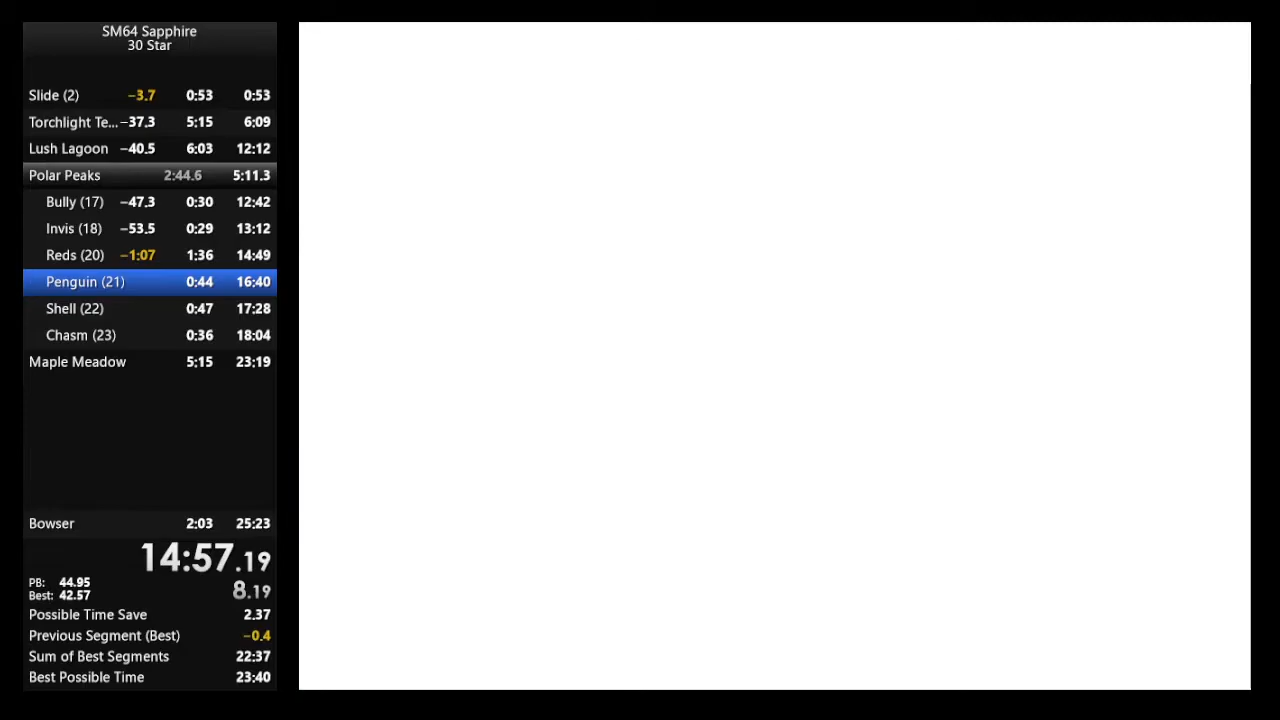 SM64 Sapphire
30 Star
Slide (2) −3.7 0:53 0:53
Torchlight Te... −37.3 5:15 6:09
Lush Lagoon −40.5 6:03 12:12
Polar Peaks 2:44.6 5:11.3
Bully (17) −47.3 0:30 12:42
Invis (18) −53.5 0:29 13:12
Reds (20) −1:07 1:36 14:49
Penguin (21) 0:44 16:40
Shell (22) 0:47 17:28
Chasm (23) 0:36 18:04
Maple Meadow 5:15 23:19
Bowser 2:03 25:23
14:57.19
PB: 44.95
Best: 42.57
8.19
Possible Time Save 2.37
Previous Segment (Best) −0.4
Sum of Best Segments 22:37
Best Possible Time 23:40